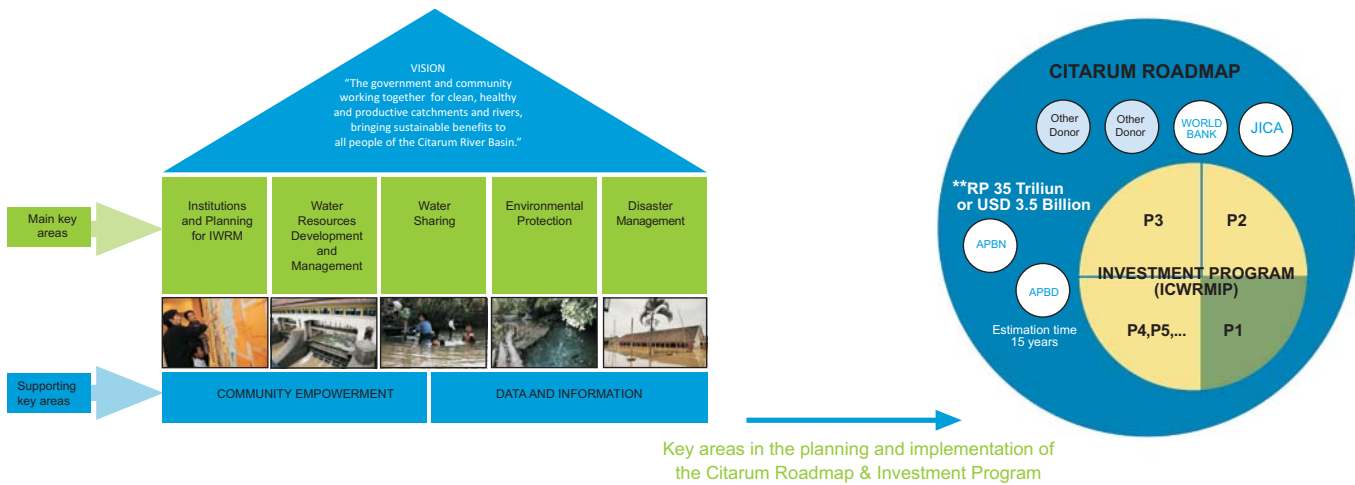 VISION
“The government and community
working together for clean, healthy
and productive catchments and rivers,
bringing sustainable benefits to
all people of the Citarum River Basin.”
Main key
areas
Institutions
and Planning
for IWRM
Water
Resources
Development
and
Management
Water
Sharing
Environmental
Protection
Disaster
Management
Supporting
key areas
COMMUNITY EMPOWERMENT
DATA AND INFORMATION
Key areas in the planning and implementation of
the Citarum Roadmap & Investment Program
CITARUM ROADMAP
Other
Donor
Other
Donor
WORLD
BANK
JICA
**RP 35 Triliun
or USD 3.5 Billion
APBN
APBD
Estimation time
15 years
P3
P2
INVESTMENT PROGRAM
(ICWRMIP)
P4,P5,...
P1